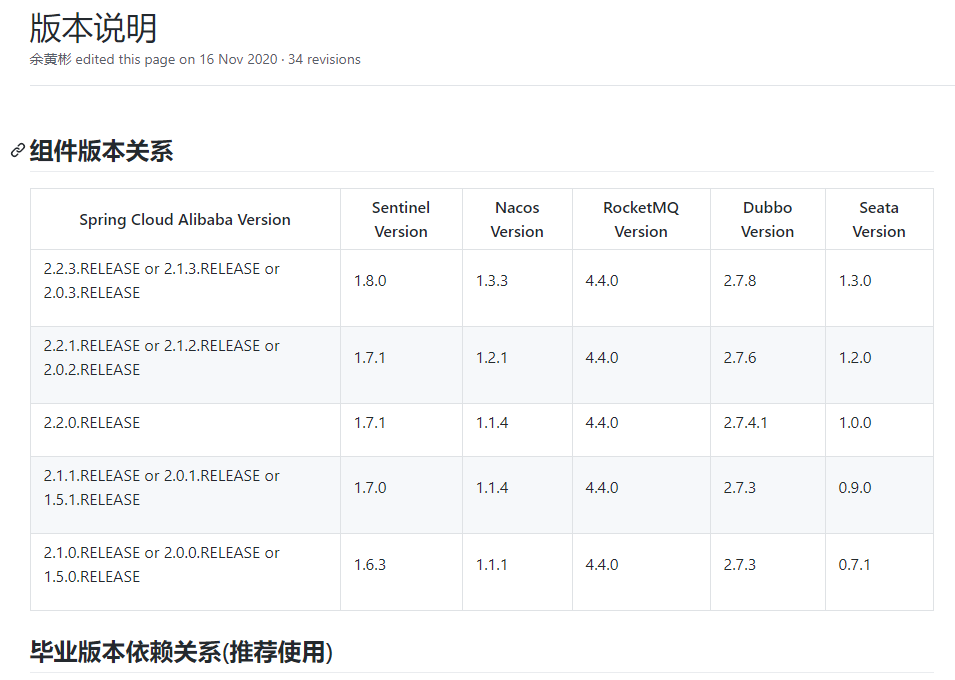 版本说明
余黄彬 edited this page on 16 Nov 2020 · 34 revisions
组件版本关系
Spring Cloud Alibaba Version
Sentinel
Version
Nacos
Version
RocketMQ
Version
Dubbo
Version
Seata
Version
2.2.3.RELEASE or 2.1.3.RELEASE or
2.0.3.RELEASE
1.8.0
1.3.3
4.4.0
2.7.8
1.3.0
2.2.1.RELEASE or 2.1.2.RELEASE or
2.0.2.RELEASE
1.7.1
1.2.1
4.4.0
2.7.6
1.2.0
2.2.0.RELEASE
1.7.1
1.1.4
4.4.0
2.7.4.1
1.0.0
2.1.1.RELEASE or 2.0.1.RELEASE or
1.5.1.RELEASE
1.7.0
1.1.4
4.4.0
2.7.3
0.9.0
2.1.0.RELEASE or 2.0.0.RELEASE or
1.5.0.RELEASE
1.6.3
1.1.1
4.4.0
2.7.3
0.7.1
毕业版本依赖关系(推荐使用)